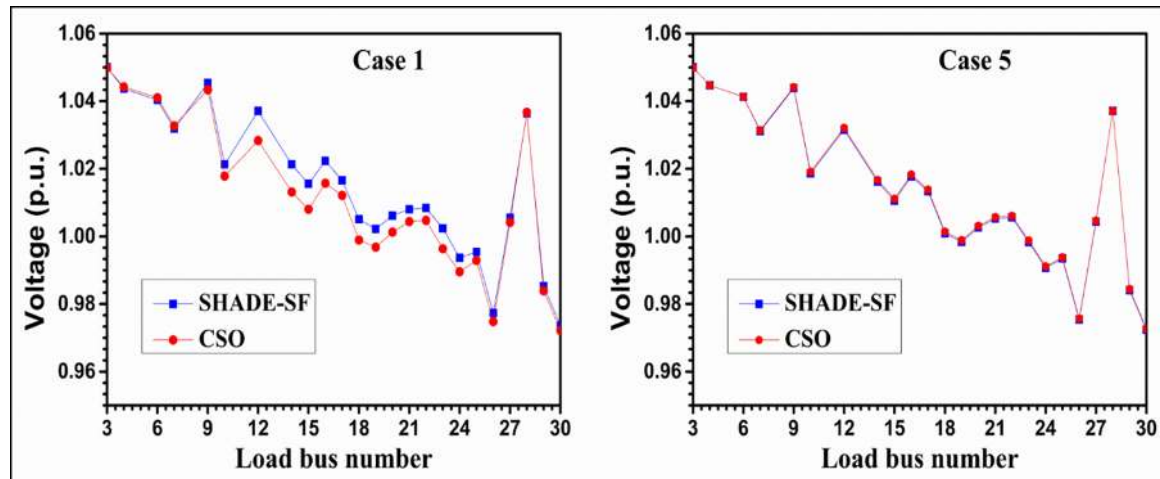 Case 1
Voltage (p.u.)
1.06
1.04
1.02
1.00
0.98
0.96
SHADE-SF
CSO
3 6 9 12 15 18 21 24 27 30
Load bus number
Case 5
Voltage (p.u.)
1.06
1.04
1.02
1.00
0.98
0.96
SHADE-SF
CSO
3 6 9 12 15 18 21 24 27 30
Load bus number